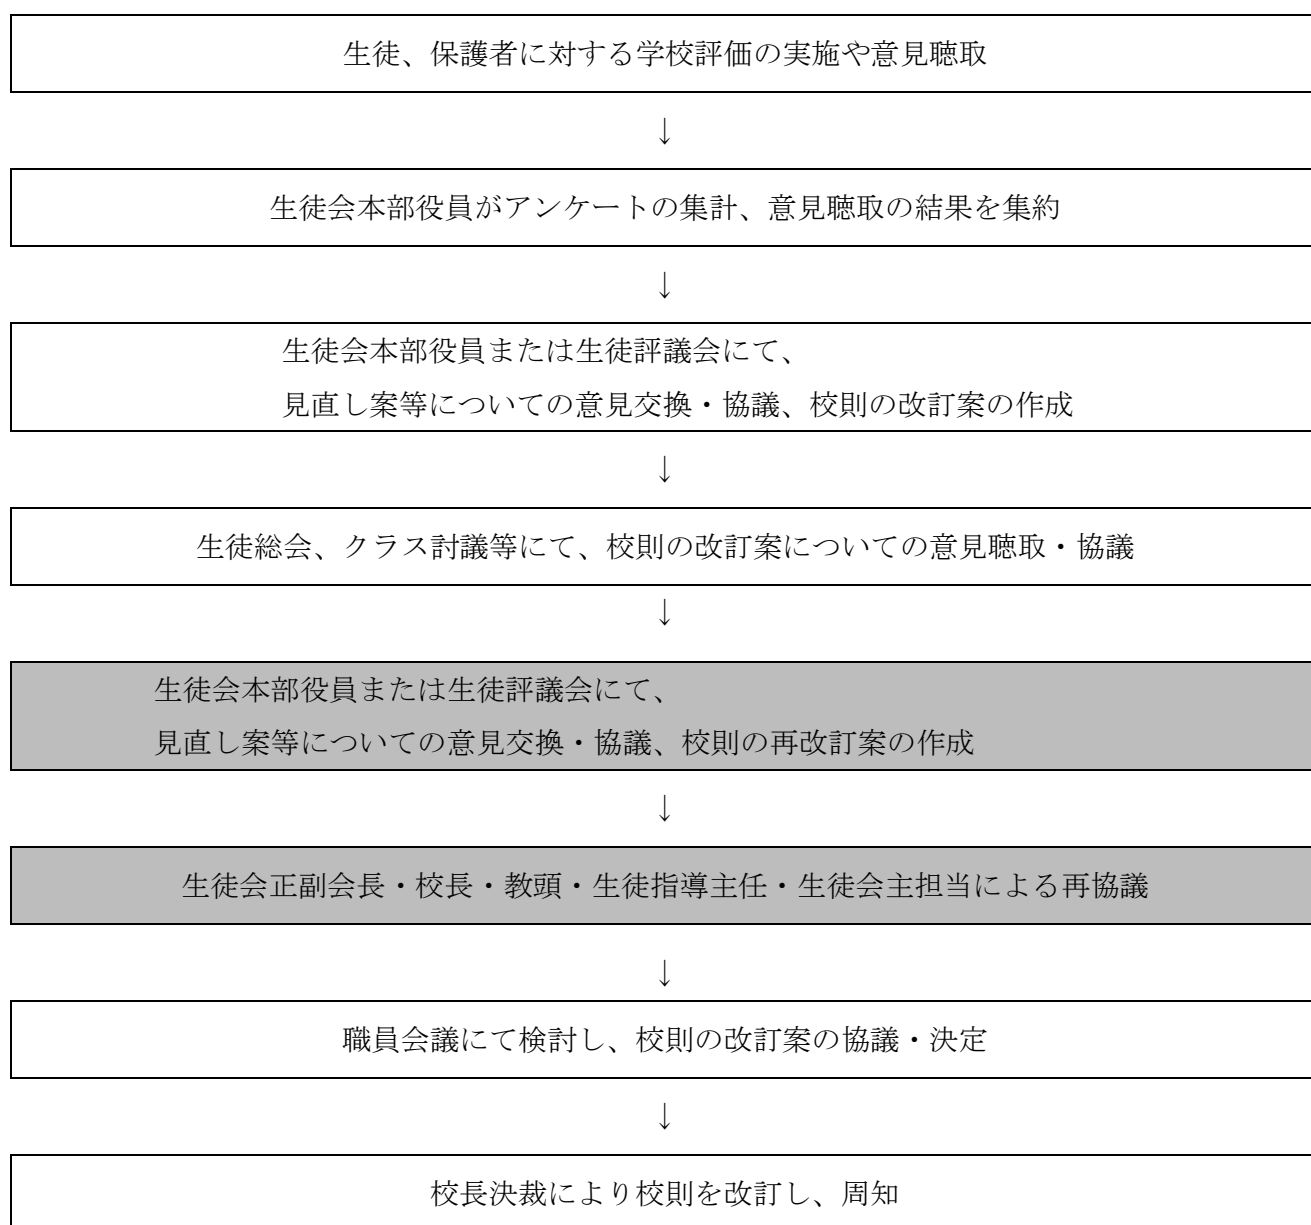 生徒、保護者に対する学校評価の実施や意見聴取
↓
生徒会本部役員がアンケートの集計、意見聴取の結果を集約
↓
生徒会本部役員または生徒評議会にて、
見直し案等についての意見交換・協議、校則の改訂案の作成
↓
生徒総会、クラス討議等にて、校則の改訂案についての意見聴取・協議
↓
生徒会本部役員または生徒評議会にて、
見直し案等についての意見交換・協議、校則の再改訂案の作成
↓
生徒会正副会長・校長・教頭・生徒指導主任・生徒会主担当による再協議
↓
職員会議にて検討し、校則の改訂案の協議・決定
↓
校長決裁により校則を改訂し、周知